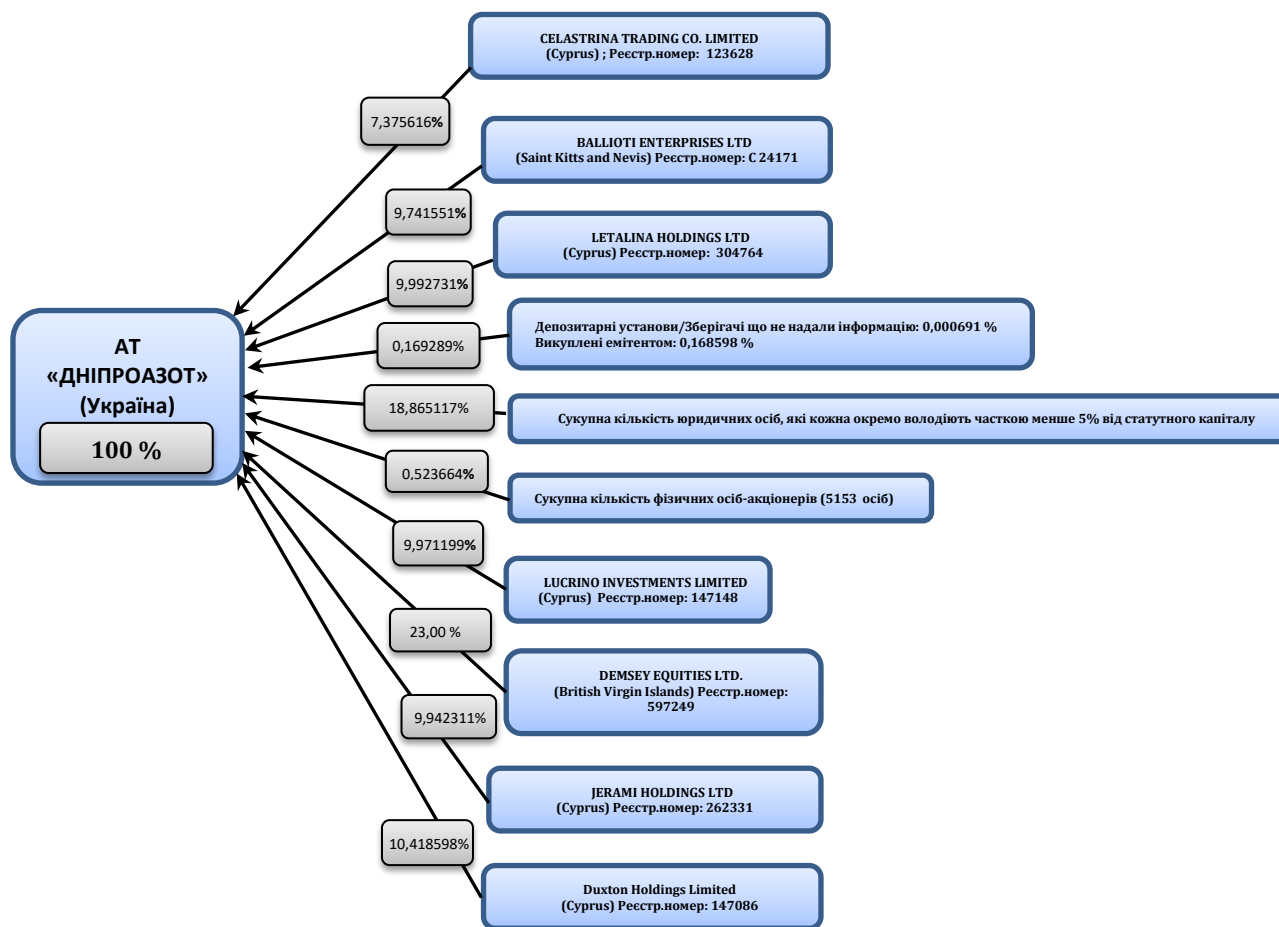 CELASTRINA TRADING CO. LIMITED
(Cyprus) ; Реєстр.номер: 123628
7,375616%
BALLIOTI ENTERPRISES LTD
(Saint Kitts and Nevis) Реєстр.номер: C 24171
9,741551%
LETALINA HOLDINGS LTD
(Cyprus) Реєстр.номер: 304764
9,992731%
Депозитарні установи/Зберігачі що не надали інформацію: 0,000691 %
Викуплені емітентом: 0,168598 %
0,169289%
АТ
«ДНІПРОАЗОТ»
(Україна)
100 %
18,865117%
Сукупна кількість юридичних осіб, які кожна окремо володіють часткою менше 5% від статутного капіталу
0,523664%
Сукупна кількість фізичних осіб-акціонерів (5153 осіб)
9,971199%
LUCRINO INVESTMENTS LIMITED
(Cyprus) Реєстр.номер: 147148
23,00 %
DEMSEY EQUITIES LTD.
(British Virgin Islands) Реєстр.номер:
597249
9,942311%
JERAMI HOLDINGS LTD
(Cyprus) Реєстр.номер: 262331
10,418598%
Duxton Holdings Limited
(Cyprus) Реєстр.номер: 147086